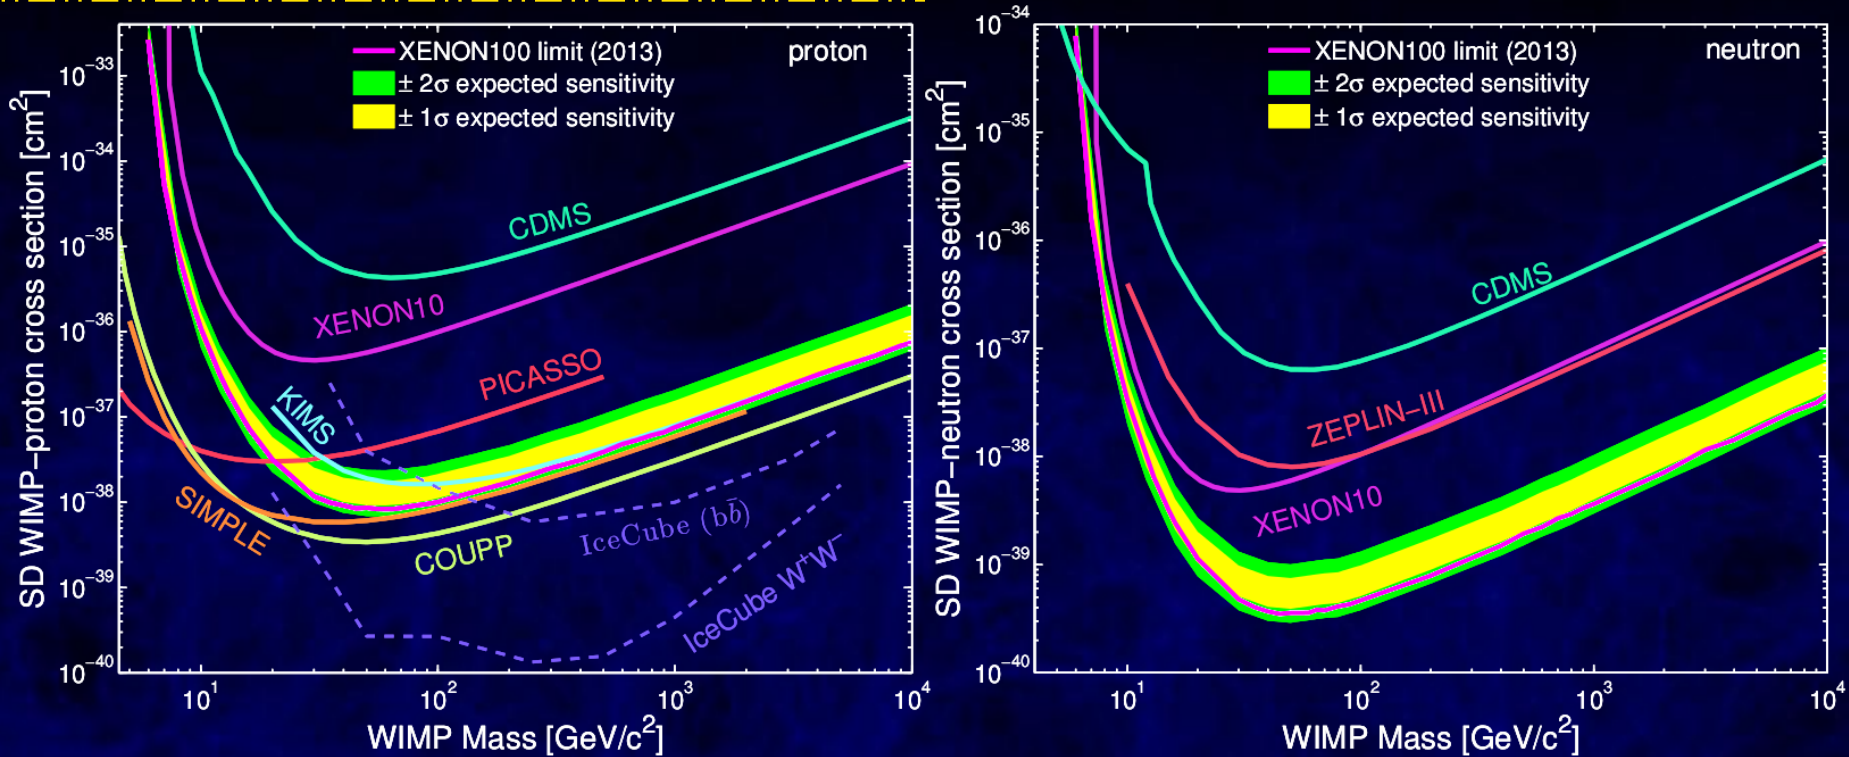 XENON100 limit (2013)
± 2σ expected sensitivity
± 1σ expected sensitivity
proton
SD WIMP–proton cross section [cm²]
10⁻³³
10⁻³⁴
10⁻³⁵
10⁻³⁶
10⁻³⁷
10⁻³⁸
10⁻³⁹
10⁻⁴⁰
CDMS
XENON10
PICASSO
KIMS
SIMPLE
COUPP
IceCube (bb̄)
IceCube W⁺W⁻
10¹
10²
10³
10⁴
WIMP Mass [GeV/c²]
XENON100 limit (2013)
± 2σ expected sensitivity
± 1σ expected sensitivity
neutron
SD WIMP–neutron cross section [cm²]
10⁻³⁴
10⁻³⁵
10⁻³⁶
10⁻³⁷
10⁻³⁸
10⁻³⁹
10⁻⁴⁰
CDMS
ZEPLIN–III
XENON10
10¹
10²
10³
10⁴
WIMP Mass [GeV/c²]